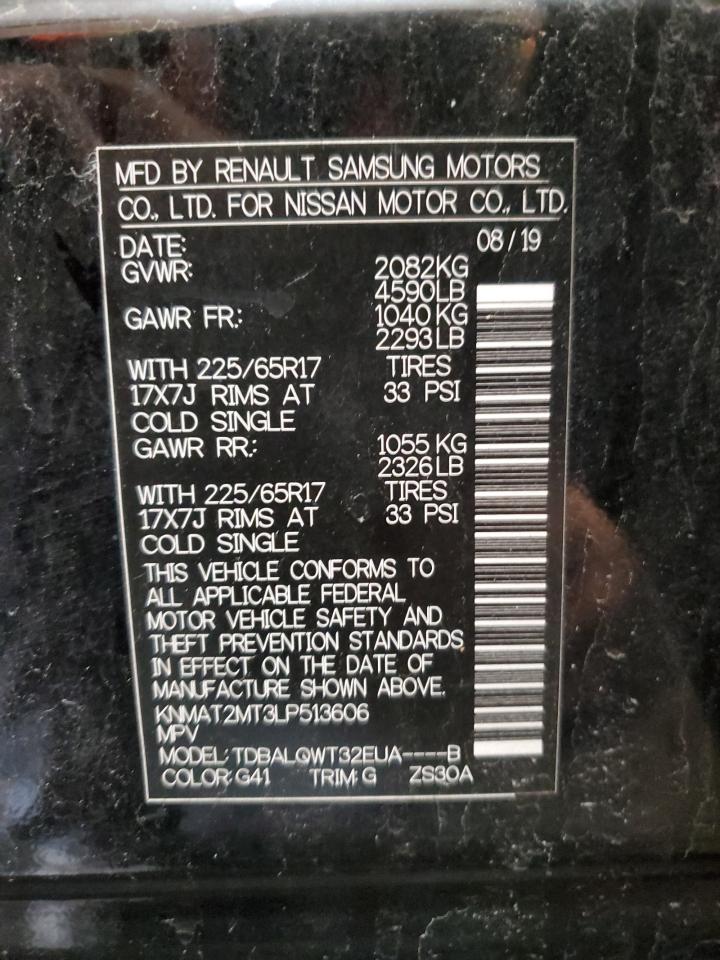 MFD BY RENAULT SAMSUNG MOTORS
CO., LTD. FOR NISSAN MOTOR CO., LTD.
DATE: 08/19
GVWR: 2082KG
4590LB
GAWR FR.: 1040KG
2293LB
WITH 225/65R17 TIRES
17X7J RIMS AT 33 PSI
COLD SINGLE
GAWR RR.: 1055KG
2326LB
WITH 225/65R17 TIRES
17X7J RIMS AT 33 PSI
COLD SINGLE
THIS VEHICLE CONFORMS TO
ALL APPLICABLE FEDERAL
MOTOR VEHICLE SAFETY AND
THEFT PREVENTION STANDARDS
IN EFFECT ON THE DATE OF
MANUFACTURE SHOWN ABOVE.
KNMAT2MT3LP513606
MPV
MODEL: TDBALQWT32EUA----B
COLOR: G41 TRIM: G ZS30A